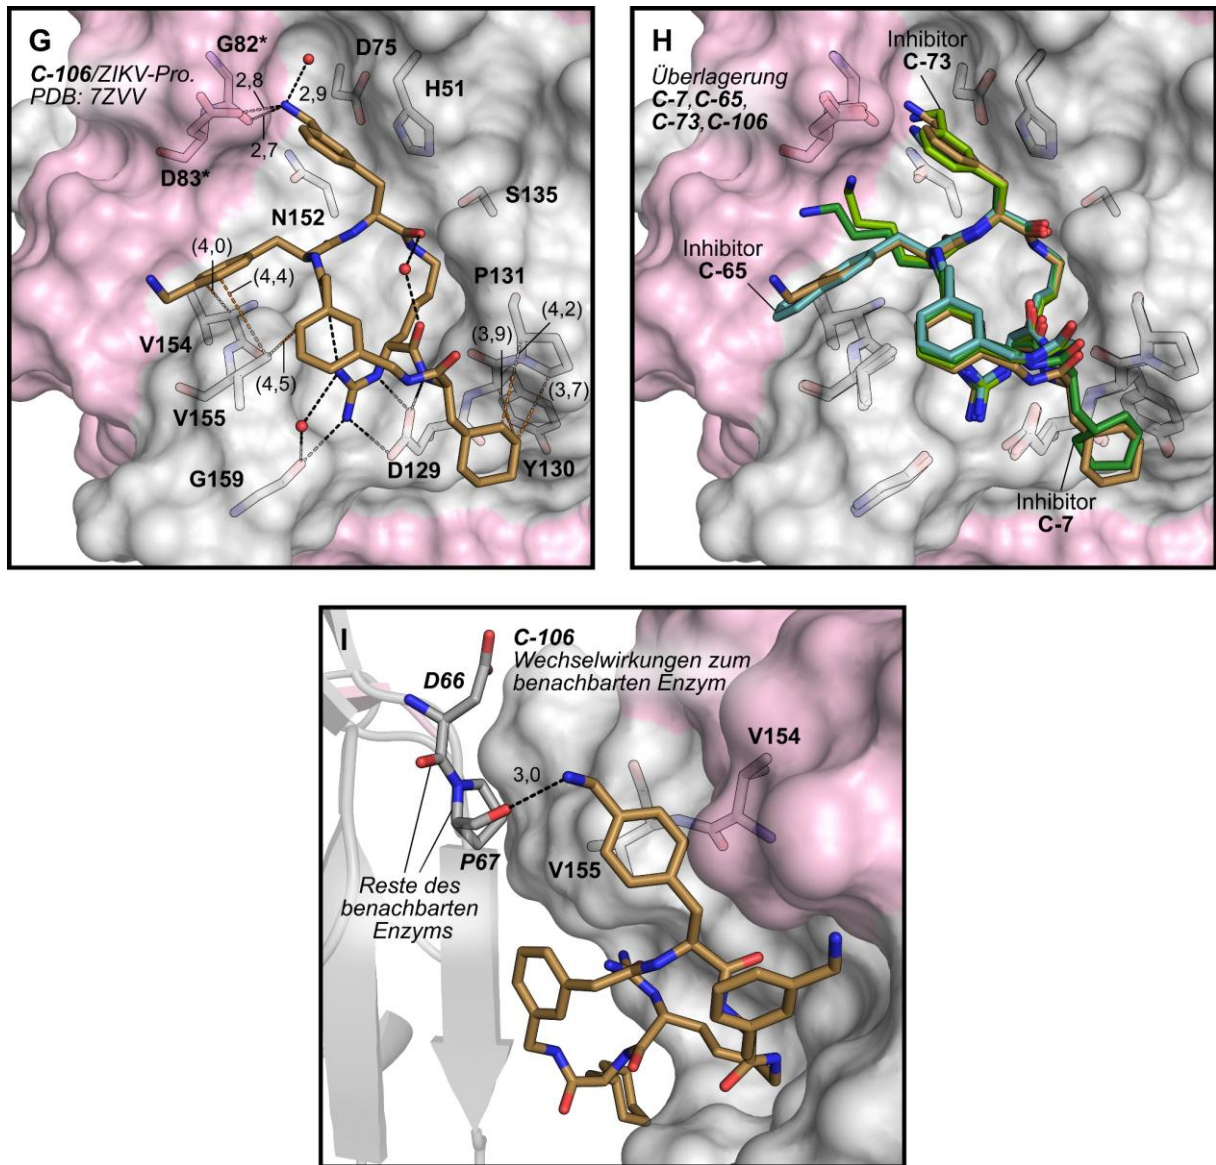 G
C-106/ZIKV-Pro.
PDB: 7ZVV
G82*
D75
2,8
2,9
H51
2,7
D83*
S135
N152
(4,0)
(4,4)
P131
(4,2)
V154
(3,9)
(4,5)
(3,7)
V155
G159
D129
Y130
H
Überlagerung
C-7, C-65,
C-73, C-106
Inhibitor
C-73
Inhibitor
C-65
Inhibitor
C-7
I
C-106
Wechselwirkungen zum
benachbarten Enzym
D66
V154
3,0
P67
V155
Reste des
benachbarten
Enzyms